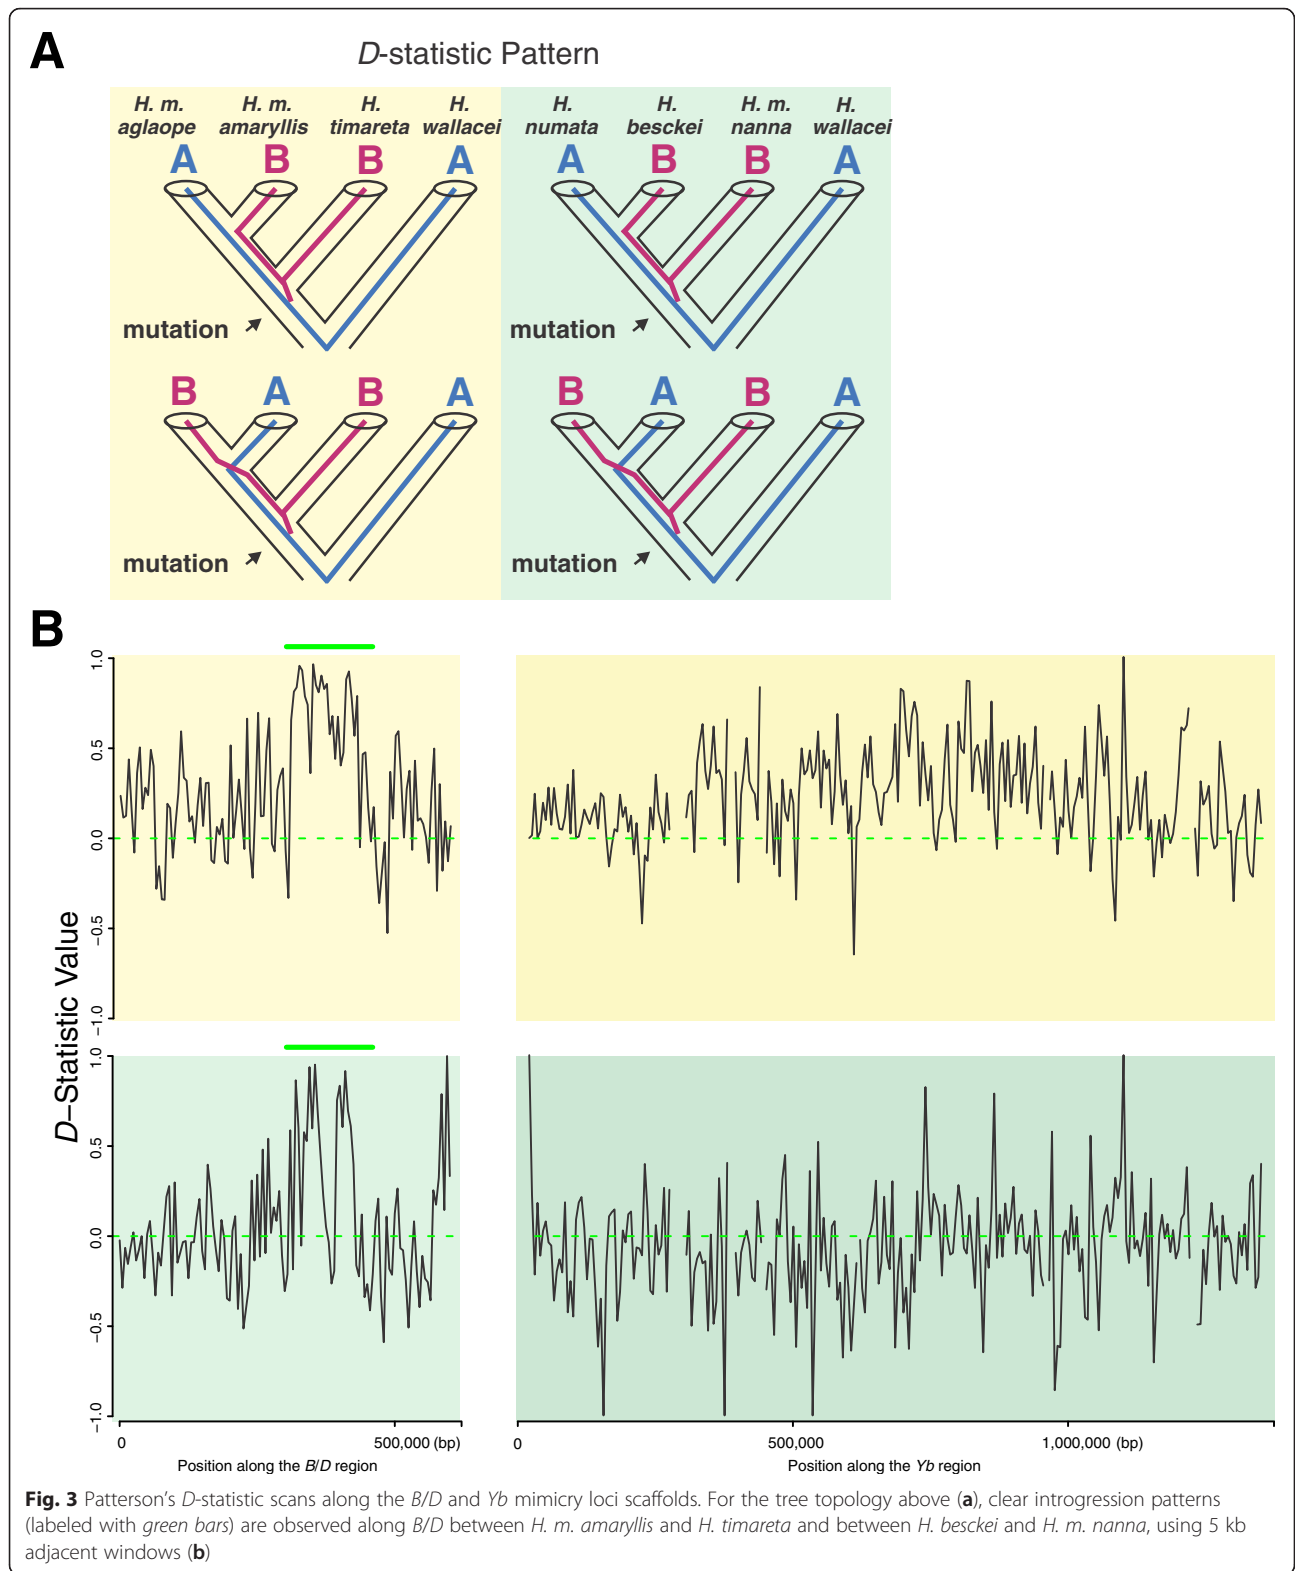 A
D-statistic Pattern
H. m. aglaope
H. m. amaryllis
H. timareta
H. wallacei
H. numata
H. besckei
H. m. nanna
H. wallacei
A B B A A B B A
mutation mutation
B A B A B A B A
mutation mutation
B
D–Statistic Value
1.0
0.5
0.0
−0.5
−1.0
1.0
0.5
0.0
−0.5
−1.0
0 500,000 (bp) 0 500,000 1,000,000 (bp)
Position along the B/D region Position along the Yb region
Fig. 3 Patterson's D-statistic scans along the B/D and Yb mimicry loci scaffolds. For the tree topology above (a), clear introgression patterns
(labeled with green bars) are observed along B/D between H. m. amaryllis and H. timareta and between H. besckei and H. m. nanna, using 5 kb
adjacent windows (b)